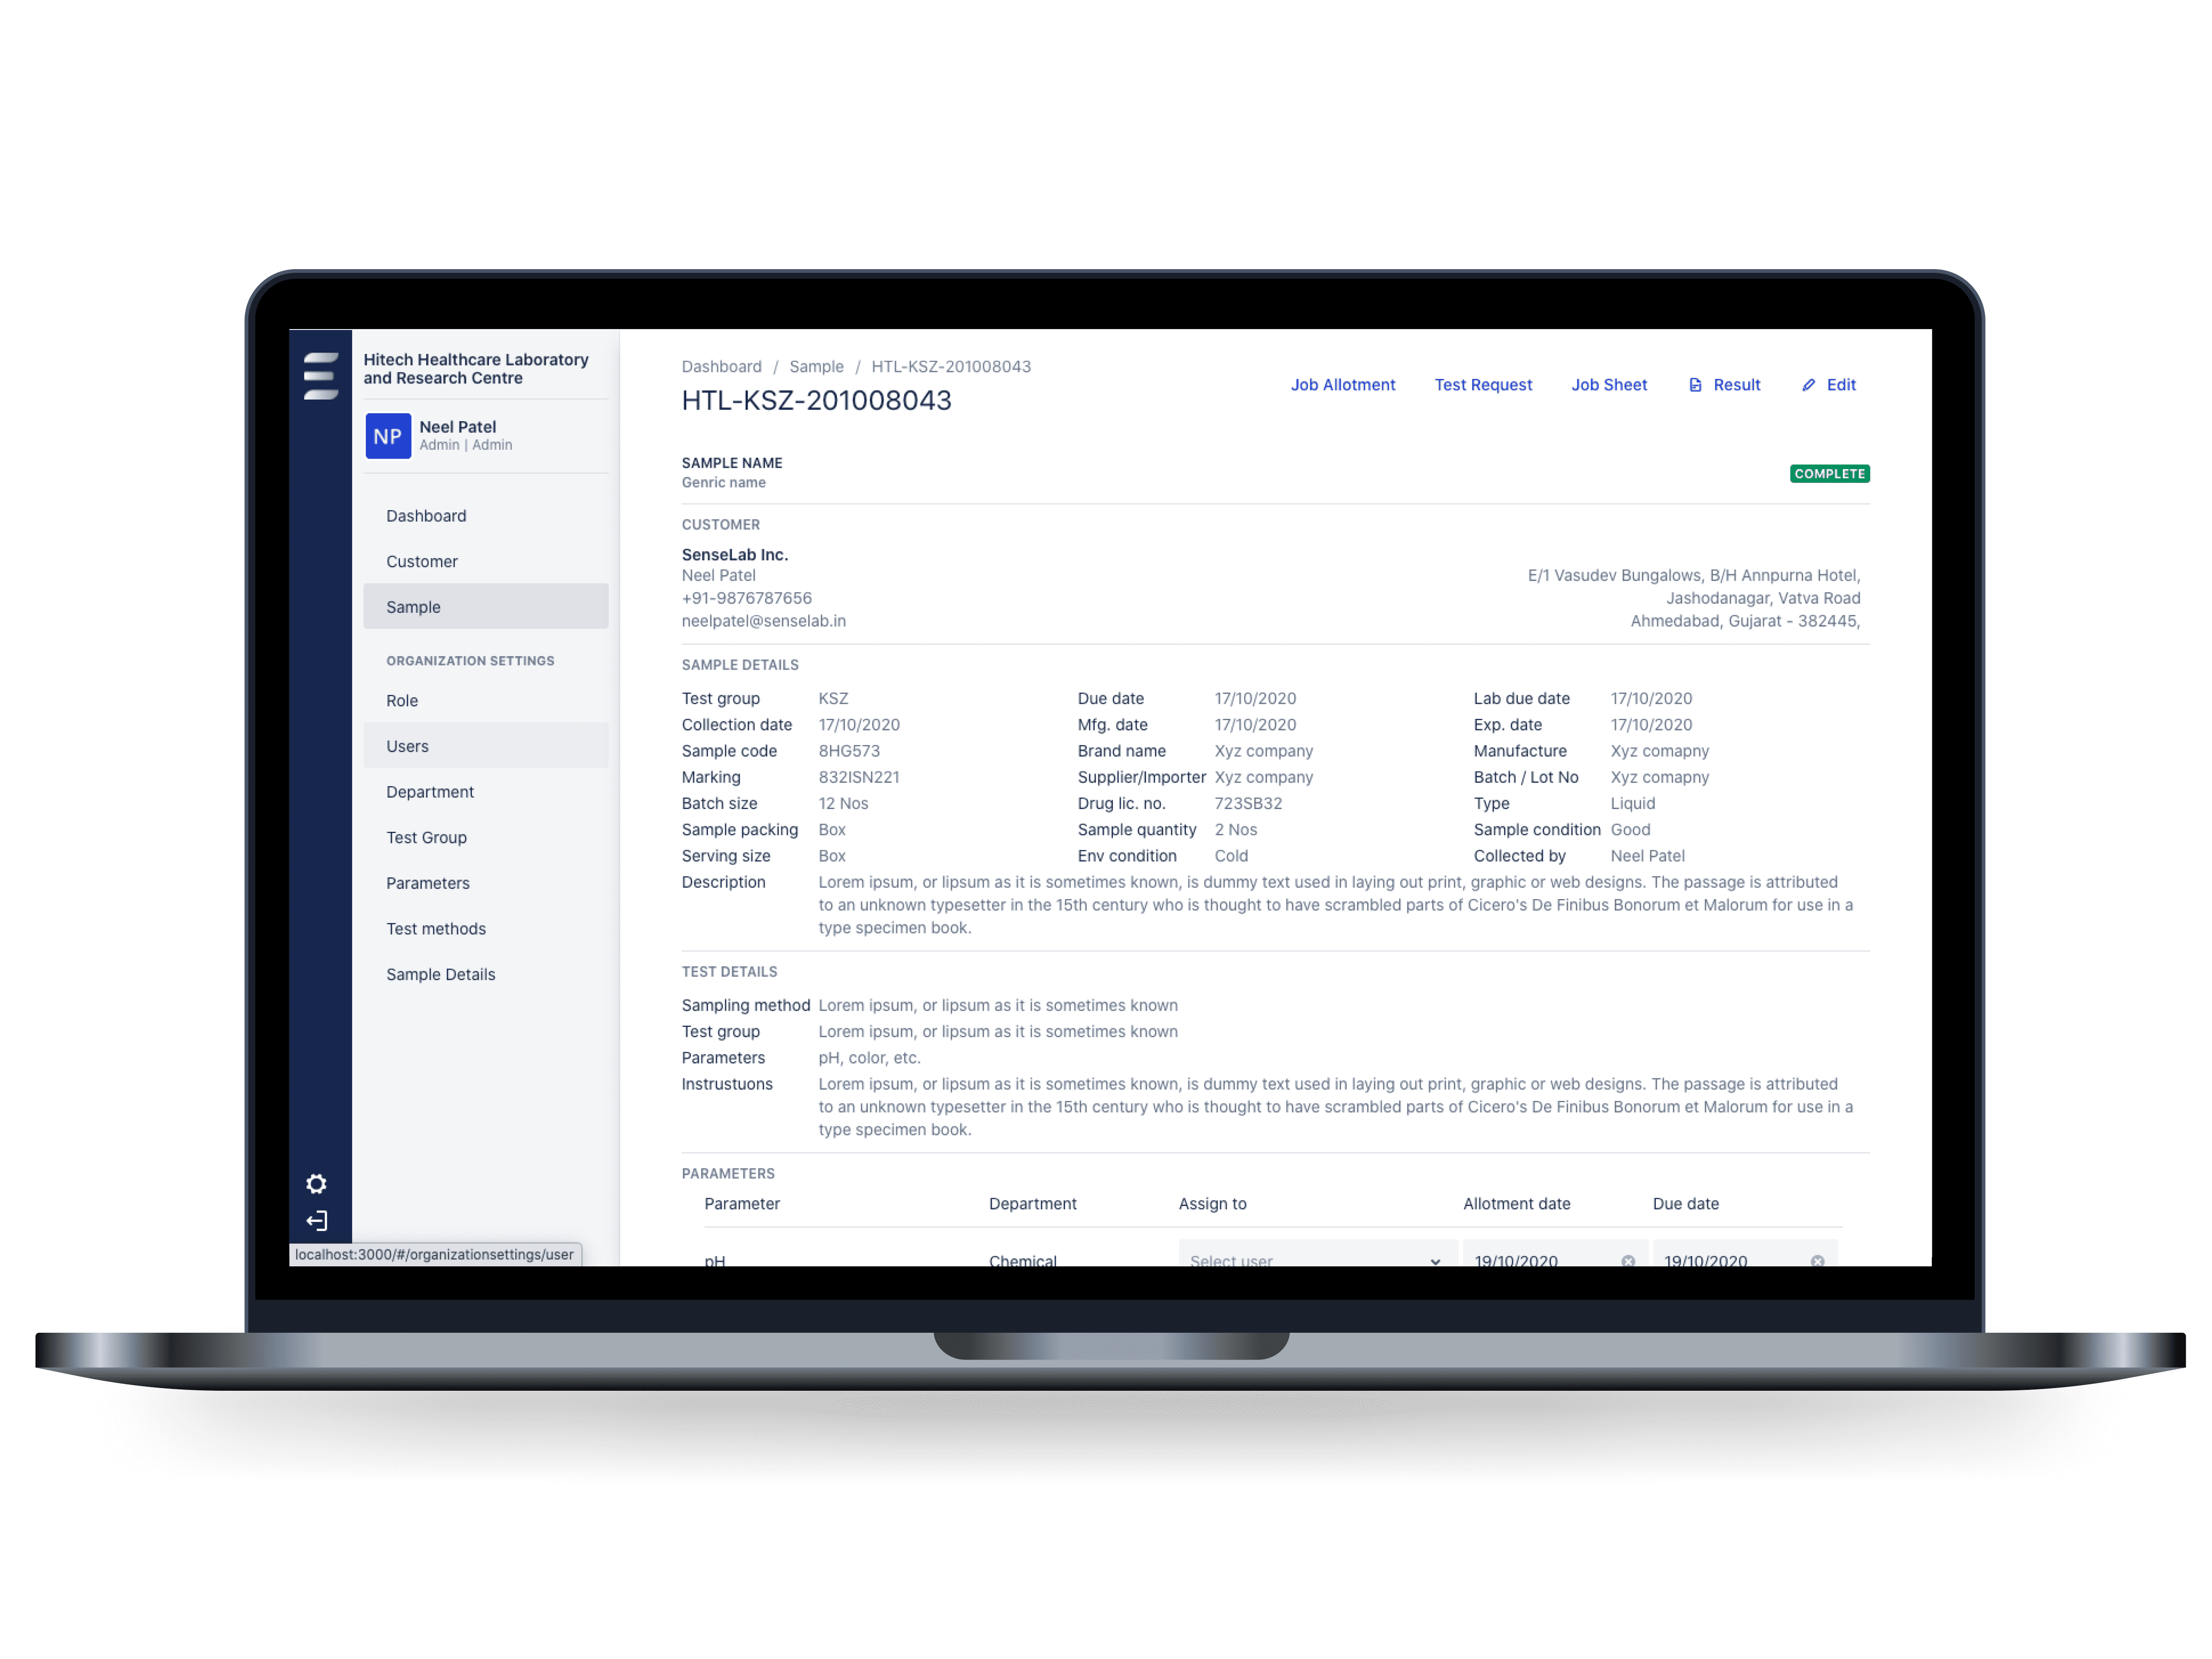 Hitech Healthcare Laboratory
and Research Centre
NP
Neel Patel
Admin | Admin
Dashboard
Customer
Sample
ORGANIZATION SETTINGS
Role
Users
Department
Test Group
Parameters
Test methods
Sample Details
localhost:3000/#/organizationsettings/user
Dashboard / Sample / HTL-KSZ-201008043
HTL-KSZ-201008043
Job Allotment Test Request Job Sheet Result Edit
SAMPLE NAME
Genric name
COMPLETE
CUSTOMER
SenseLab Inc.
Neel Patel
+91-9876787656
neelpatel@senselab.in
E/1 Vasudev Bungalows, B/H Annpurna Hotel,
Jashodanagar, Vatva Road
Ahmedabad, Gujarat - 382445,
SAMPLE DETAILS
Test group KSZ Due date 17/10/2020 Lab due date 17/10/2020
Collection date 17/10/2020 Mfg. date 17/10/2020 Exp. date 17/10/2020
Sample code 8HG573 Brand name Xyz company Manufacture Xyz comapny
Marking 832ISN221 Supplier/Importer Xyz company Batch / Lot No Xyz comapny
Batch size 12 Nos Drug lic. no. 723SB32 Type Liquid
Sample packing Box Sample quantity 2 Nos Sample condition Good
Serving size Box Env condition Cold Collected by Neel Patel
Description Lorem ipsum, or lipsum as it is sometimes known, is dummy text used in laying out print, graphic or web designs. The passage is attributed
to an unknown typesetter in the 15th century who is thought to have scrambled parts of Cicero's De Finibus Bonorum et Malorum for use in a
type specimen book.
TEST DETAILS
Sampling method Lorem ipsum, or lipsum as it is sometimes known
Test group Lorem ipsum, or lipsum as it is sometimes known
Parameters pH, color, etc.
Instrustuons Lorem ipsum, or lipsum as it is sometimes known, is dummy text used in laying out print, graphic or web designs. The passage is attributed
to an unknown typesetter in the 15th century who is thought to have scrambled parts of Cicero's De Finibus Bonorum et Malorum for use in a
type specimen book.
PARAMETERS
Parameter Department Assign to Allotment date Due date
pH Chemical Select user 19/10/2020 19/10/2020